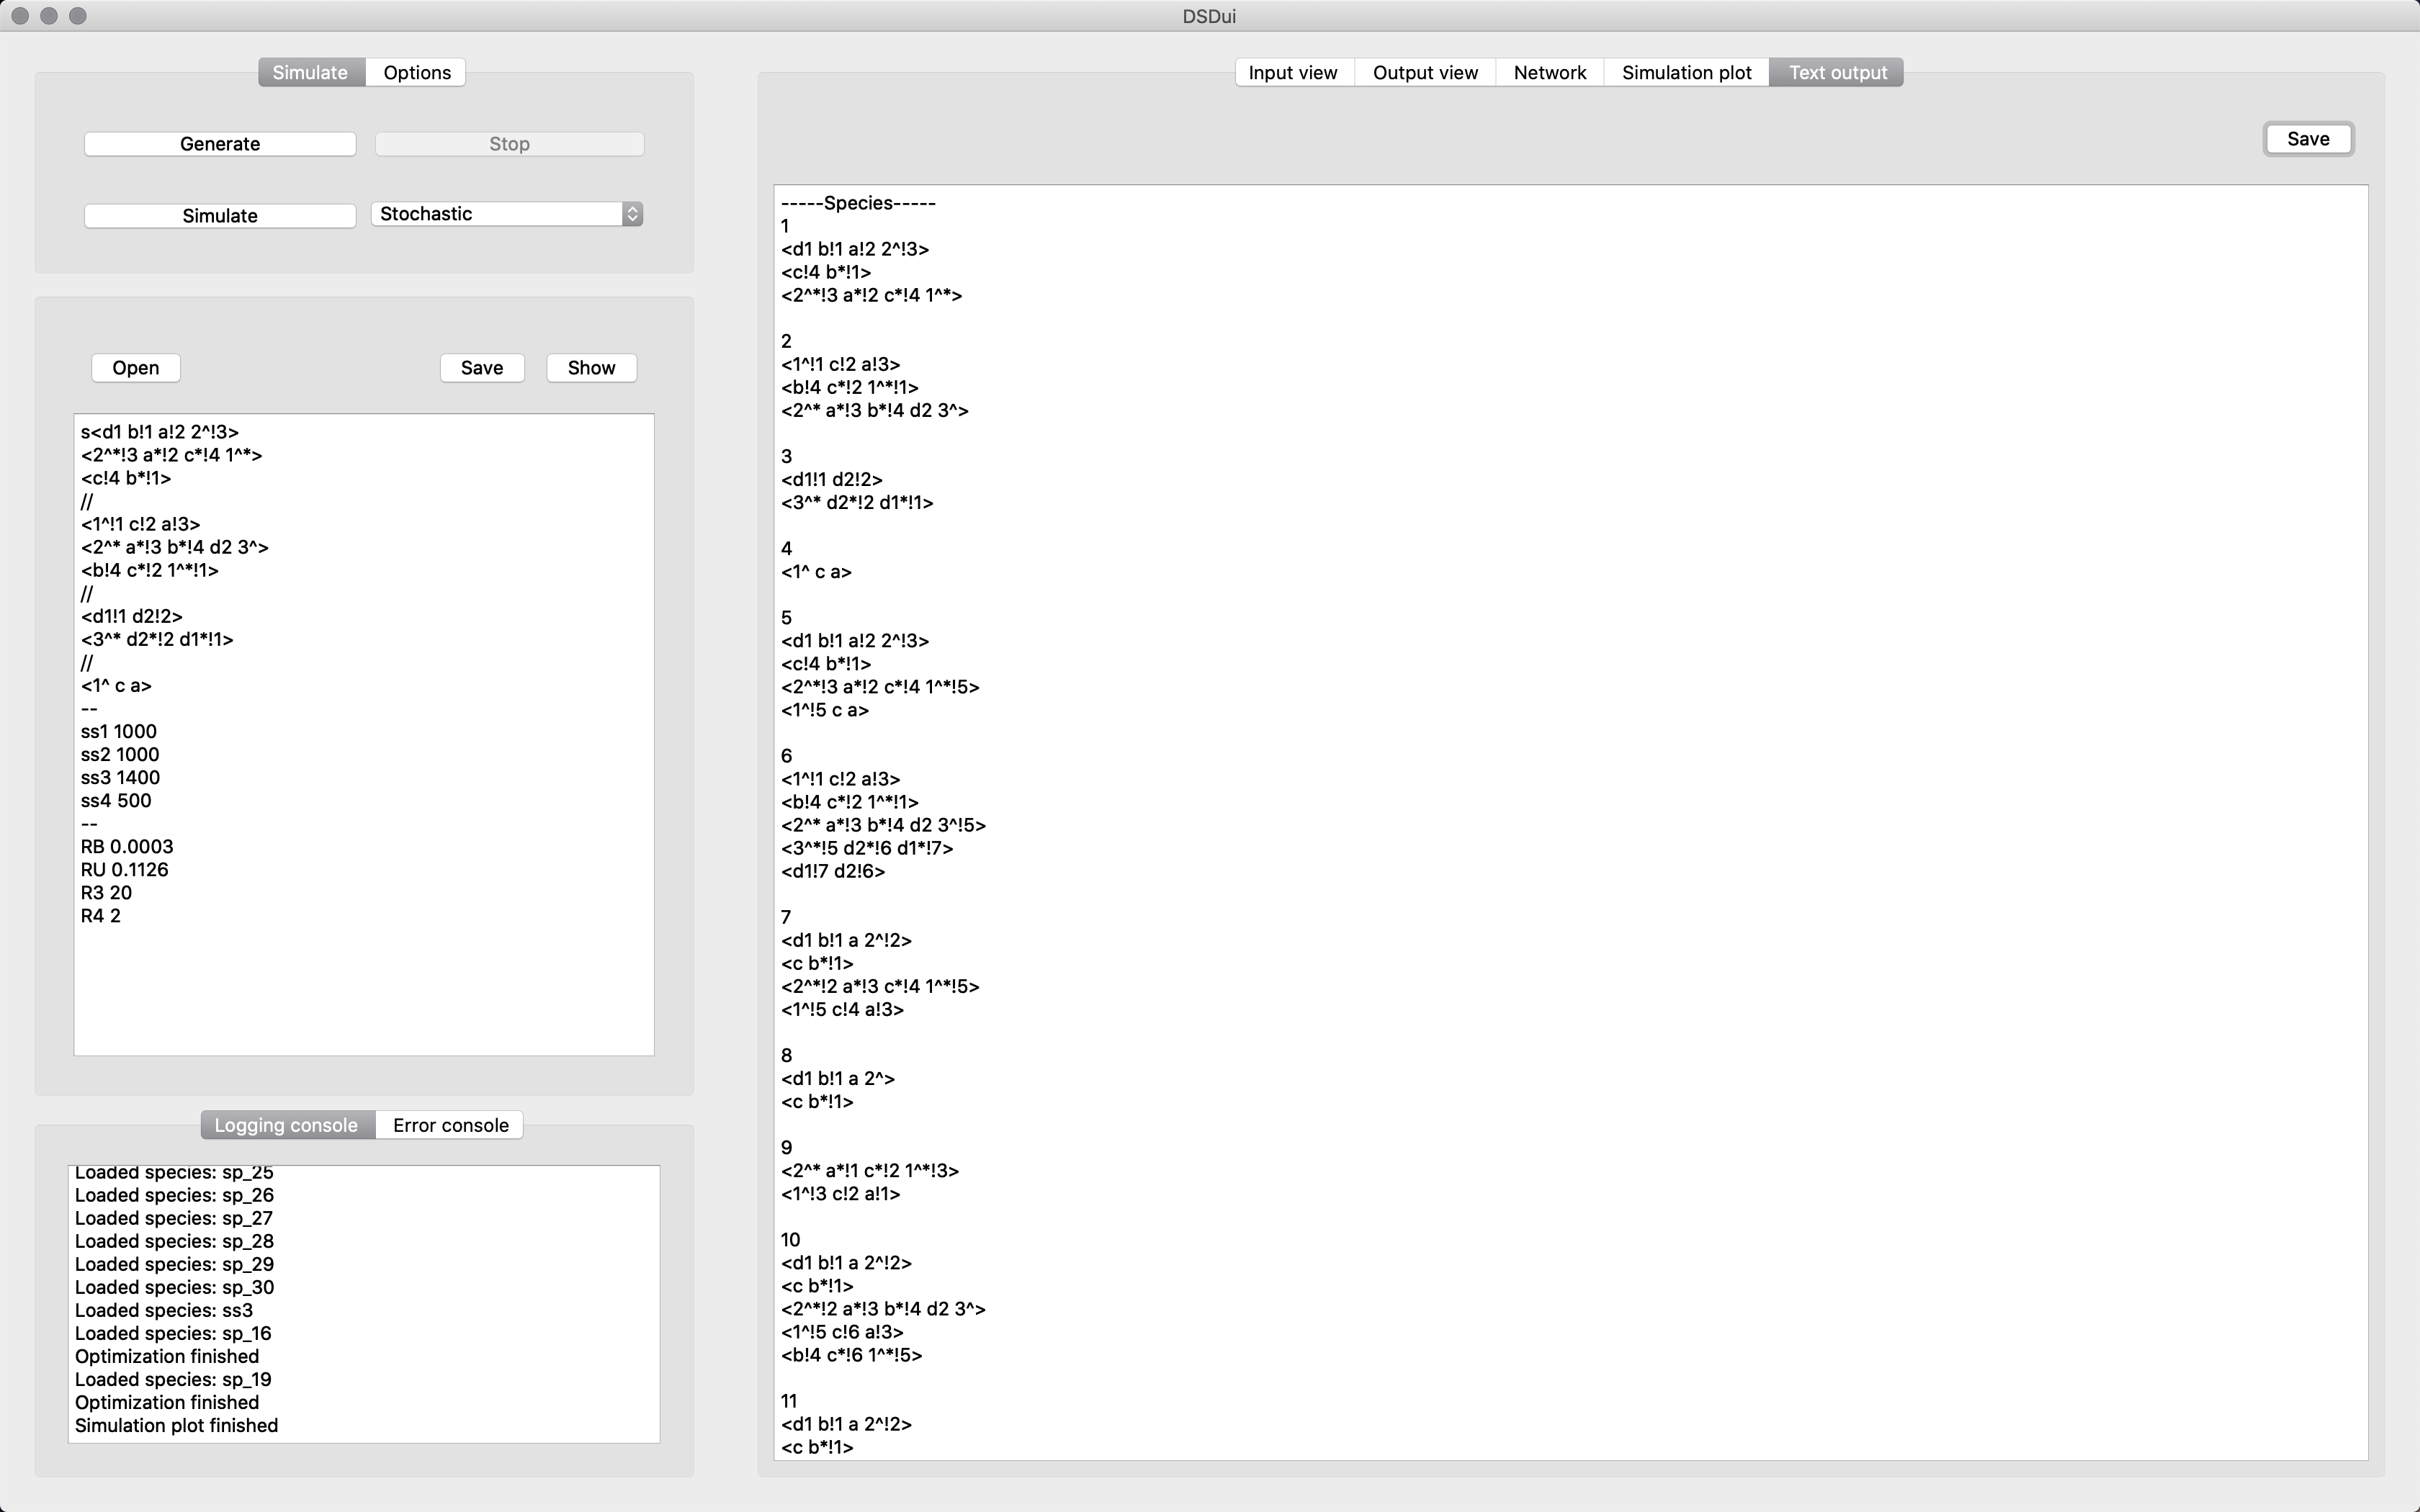 DSDui
Simulate Options
Generate Stop
Simulate Stochastic
Open Save Show
s<d1 b!1 a!2 2^!3>
<2^*!3 a*!2 c*!4 1^*>
<c!4 b*!1>
//
<1^!1 c!2 a!3>
<2^* a*!3 b*!4 d2 3^>
<b!4 c*!2 1^*!1>
//
<d1!1 d2!2>
<3^* d2*!2 d1*!1>
//
<1^ c a>
--
ss1 1000
ss2 1000
ss3 1400
ss4 500
--
RB 0.0003
RU 0.1126
R3 20
R4 2
Logging console Error console
Loaded species: sp_25
Loaded species: sp_26
Loaded species: sp_27
Loaded species: sp_28
Loaded species: sp_29
Loaded species: sp_30
Loaded species: ss3
Loaded species: sp_16
Optimization finished
Loaded species: sp_19
Optimization finished
Simulation plot finished
Input view Output view Network Simulation plot Text output
Save
-----Species-----
1
<d1 b!1 a!2 2^!3>
<c!4 b*!1>
<2^*!3 a*!2 c*!4 1^*>
2
<1^!1 c!2 a!3>
<b!4 c*!2 1^*!1>
<2^* a*!3 b*!4 d2 3^>
3
<d1!1 d2!2>
<3^* d2*!2 d1*!1>
4
<1^ c a>
5
<d1 b!1 a!2 2^!3>
<c!4 b*!1>
<2^*!3 a*!2 c*!4 1^*!5>
<1^!5 c a>
6
<1^!1 c!2 a!3>
<b!4 c*!2 1^*!1>
<2^* a*!3 b*!4 d2 3^!5>
<3^*!5 d2*!6 d1*!7>
<d1!7 d2!6>
7
<d1 b!1 a 2^!2>
<c b*!1>
<2^*!2 a*!3 c*!4 1^*!5>
<1^!5 c!4 a!3>
8
<d1 b!1 a 2^>
<c b*!1>
9
<2^* a*!1 c*!2 1^*!3>
<1^!3 c!2 a!1>
10
<d1 b!1 a 2^!2>
<c b*!1>
<2^*!2 a*!3 b*!4 d2 3^>
<1^!5 c!6 a!3>
<b!4 c*!6 1^*!5>
11
<d1 b!1 a 2^!2>
<c b*!1>